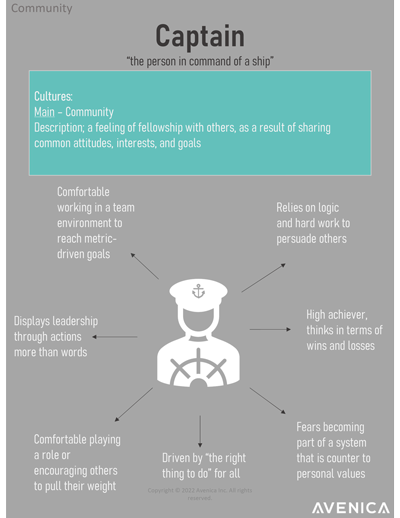 Community
Captain
"the person in command of a ship"
Cultures:
Main – Community
Description; a feeling of fellowship with others, as a result of sharing
common attitudes, interests, and goals
Comfortable
working in a team
environment to
reach metric-
driven goals
Relies on logic
and hard work to
persuade others
Displays leadership
through actions
more than words
High achiever,
thinks in terms of
wins and losses
Comfortable playing
a role or
encouraging others
to pull their weight
Driven by "the right
thing to do" for all
Fears becoming
part of a system
that is counter to
personal values
Copyright © 2022 Avenica Inc. All rights
reserved.
AVENICA